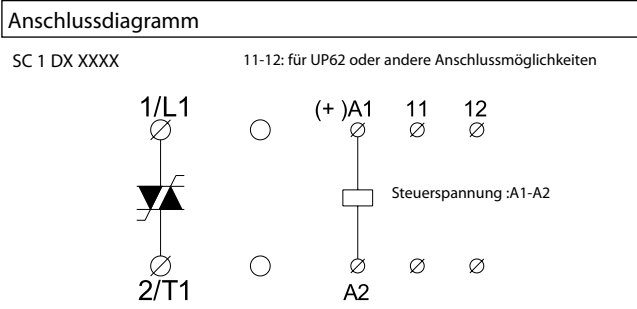 Anschlussdiagramm
SC 1 DX XXXX
11-12: für UP62 oder andere Anschlussmöglichkeiten
1/L1
(+ )A1
11
12
Steuerspannung :A1-A2
2/T1
A2